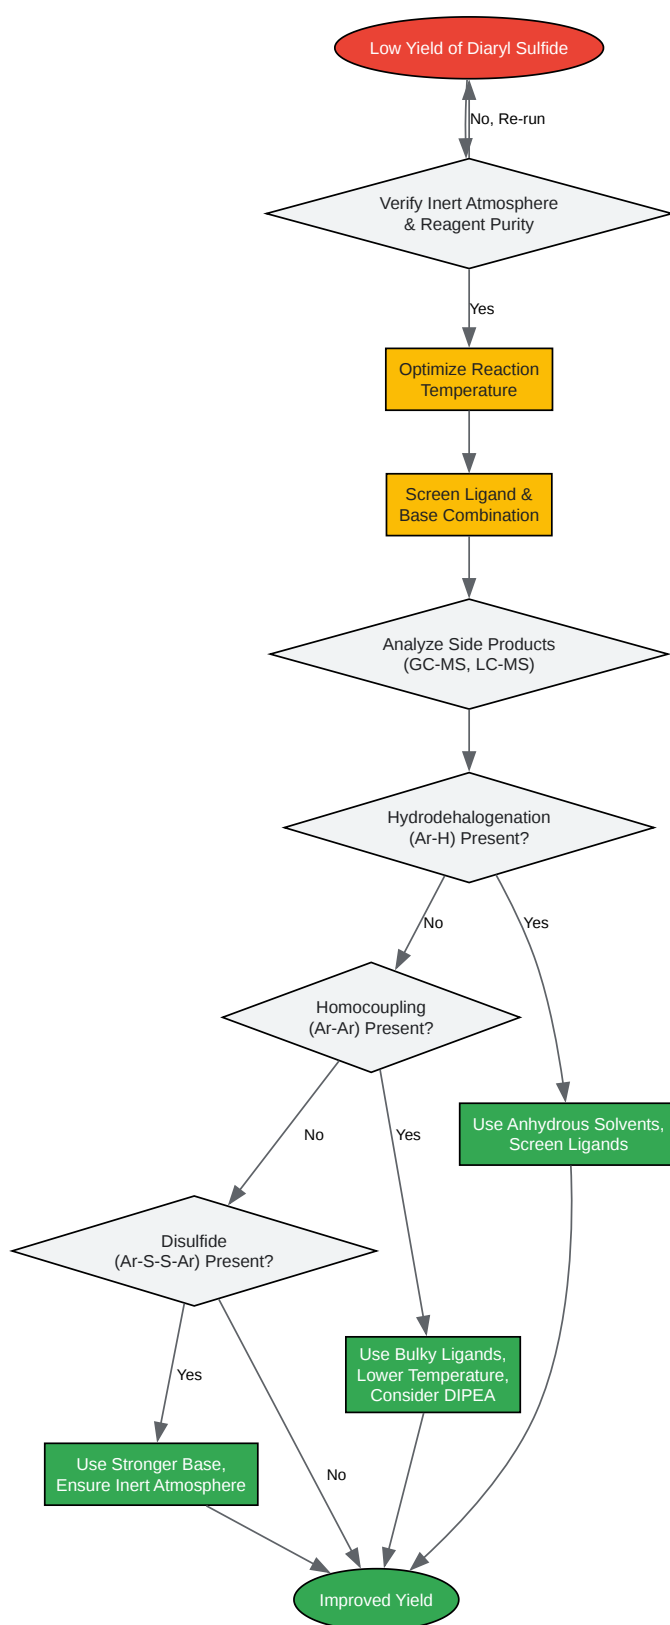 Low Yield of Diaryl Sulfide
No, Re-run
Verify Inert Atmosphere
& Reagent Purity
Yes
Optimize Reaction
Temperature
Screen Ligand &
Base Combination
Analyze Side Products
(GC-MS, LC-MS)
Hydrodehalogenation
(Ar-H) Present?
No
Yes
Homocoupling
(Ar-Ar) Present?
Use Anhydrous Solvents,
Screen Ligands
No
Yes
Disulfide
(Ar-S-S-Ar) Present?
Use Bulky Ligands,
Lower Temperature,
Consider DIPEA
Yes
No
Use Stronger Base,
Ensure Inert Atmosphere
Improved Yield